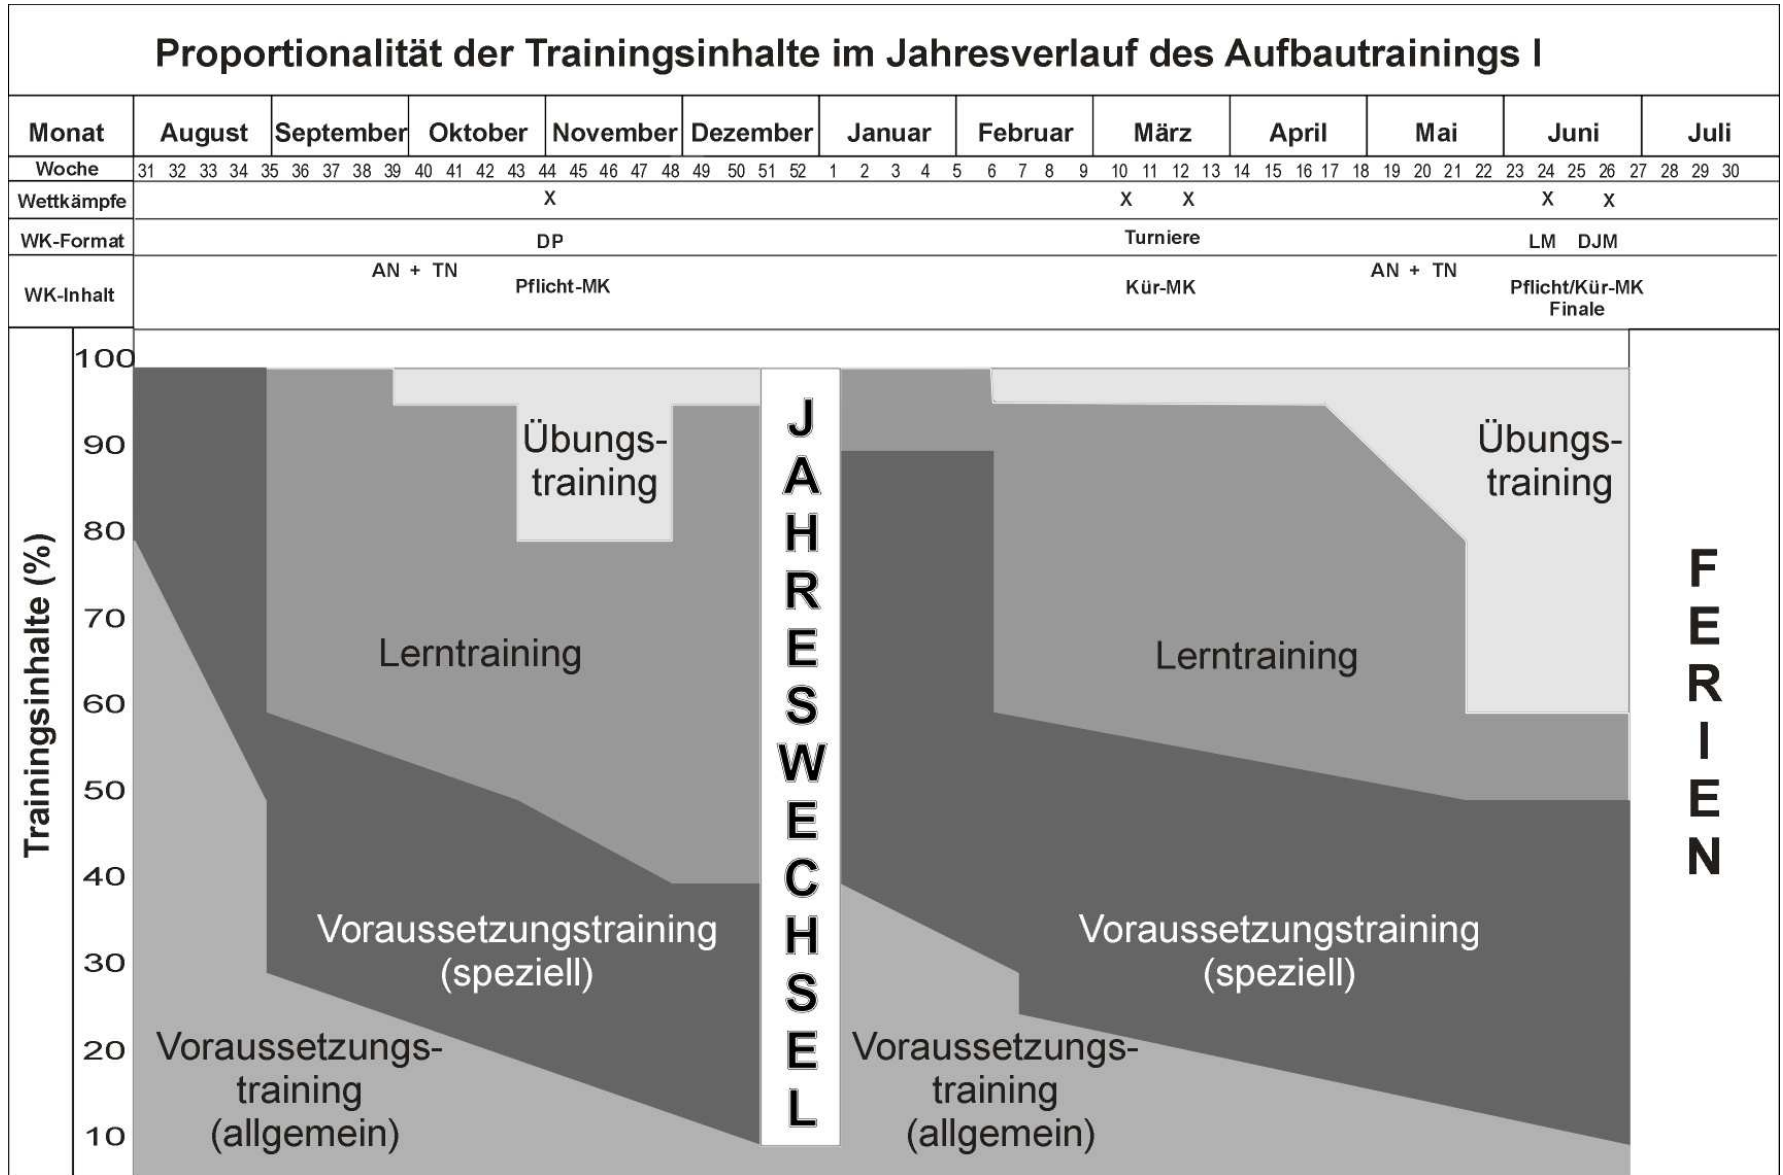 Proportionalität der Trainingsinhalte im Jahresverlauf des Aufbautrainings I
Monat August September Oktober November Dezember Januar Februar März April Mai Juni Juli
Woche 31 32 33 34 35 36 37 38 39 40 41 42 43 44 45 46 47 48 49 50 51 52 1 2 3 4 5 6 7 8 9 10 11 12 13 14 15 16 17 18 19 20 21 22 23 24 25 26 27 28 29 30
Wettkämpfe X X X X X
WK-Format DP Turniere LM DJM
WK-Inhalt AN + TN Pflicht-MK Kür-MK AN + TN Pflicht/Kür-MK
Finale
Trainingsinhalte (%)
100
90
80
70
60
50
40
30
20
10
Übungs-
training
Lerntraining
Voraussetzungstraining
(speziell)
Voraussetzungs-
training
(allgemein)
JAHRESWECHSEL
Übungs-
training
Lerntraining
Voraussetzungstraining
(speziell)
Voraussetzungs-
training
(allgemein)
FERIEN